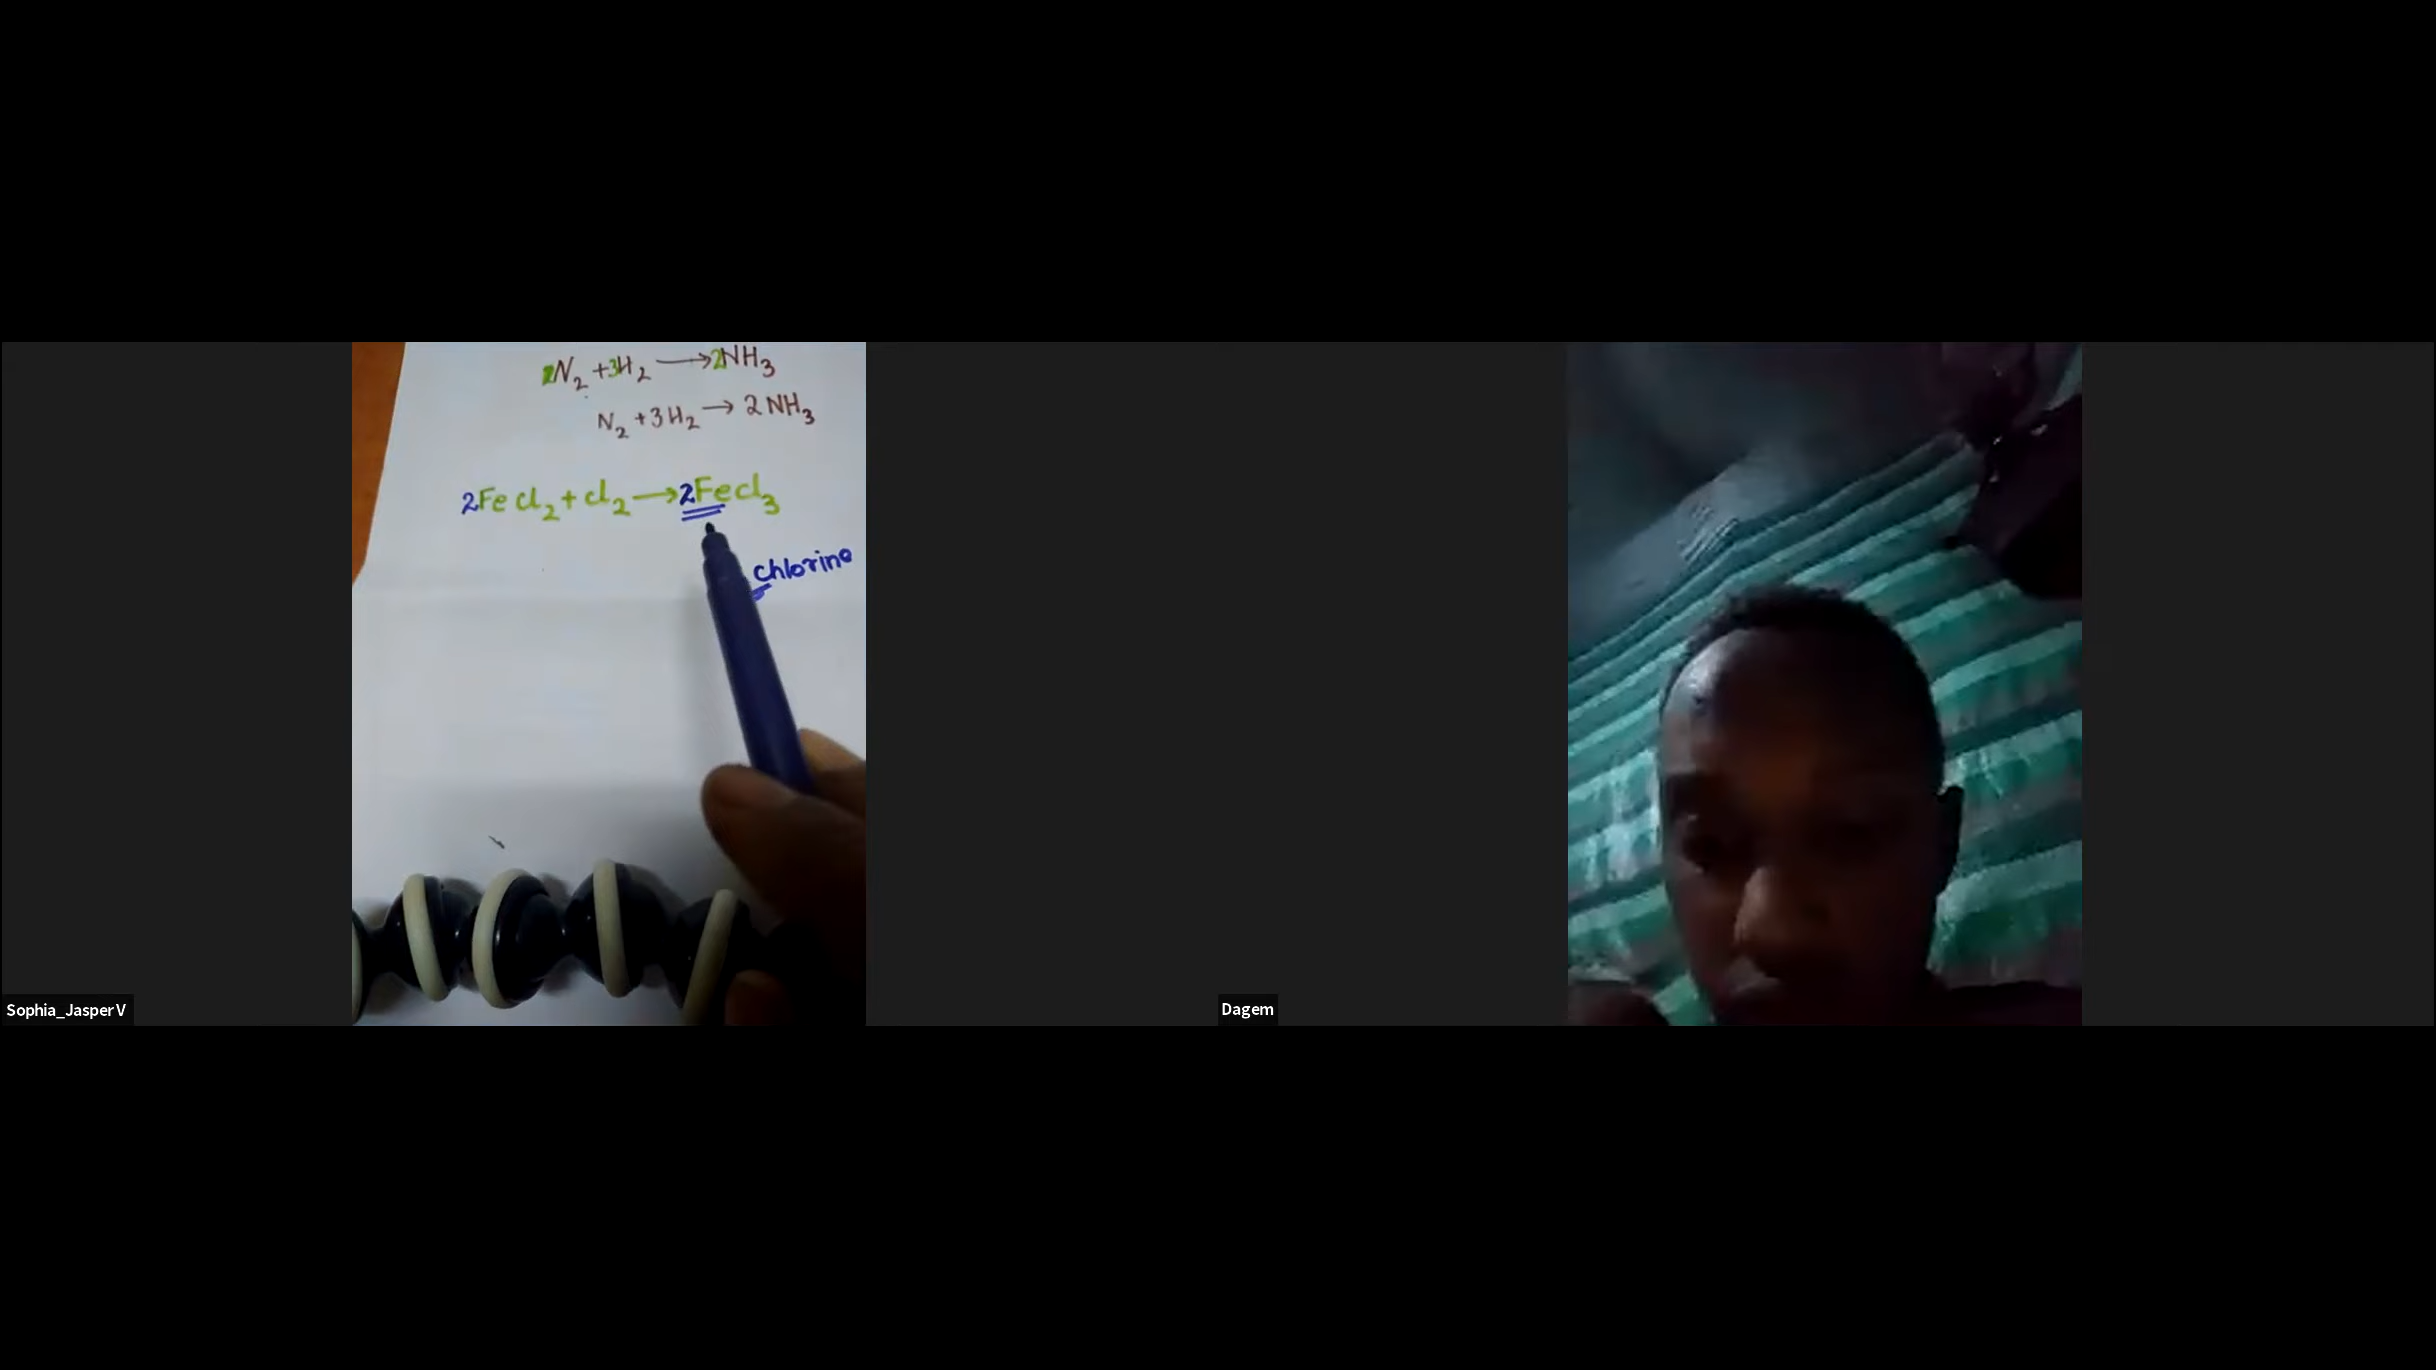 2N₂ + 3H₂ → 2NH₃
N₂ + 3H₂ → 2NH₃
2FeCl₂ + Cl₂ → 2FeCl₃
chlorine
Sophia_Jasper V
Dagem